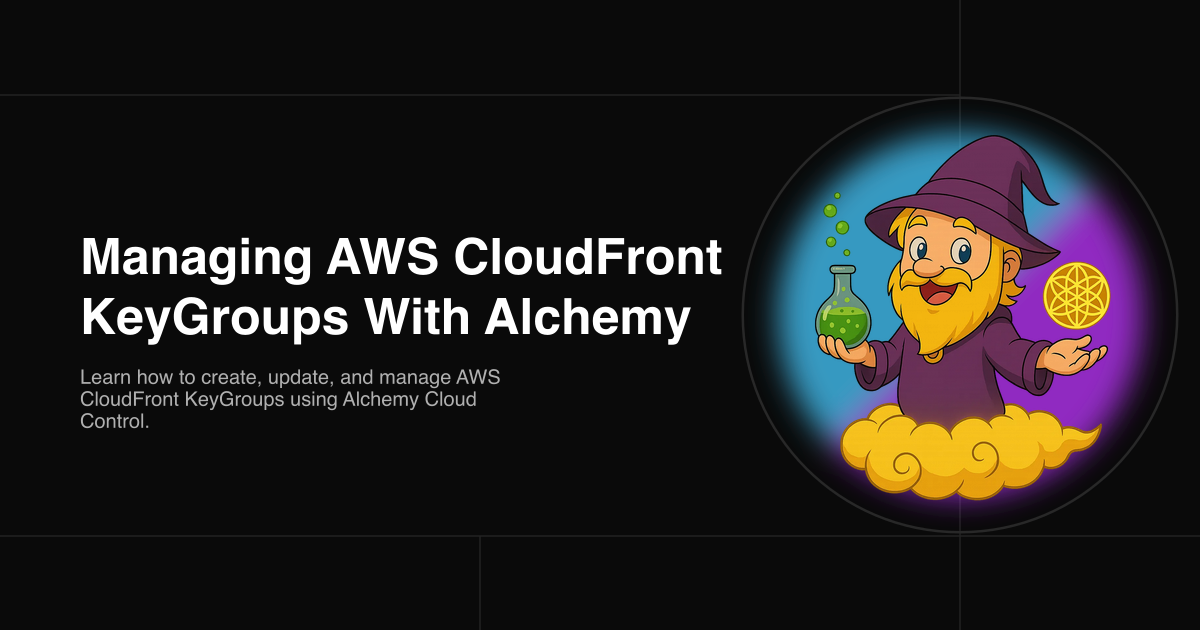 Managing AWS CloudFront
KeyGroups With Alchemy
Learn how to create, update, and manage AWS
CloudFront KeyGroups using Alchemy Cloud
Control.